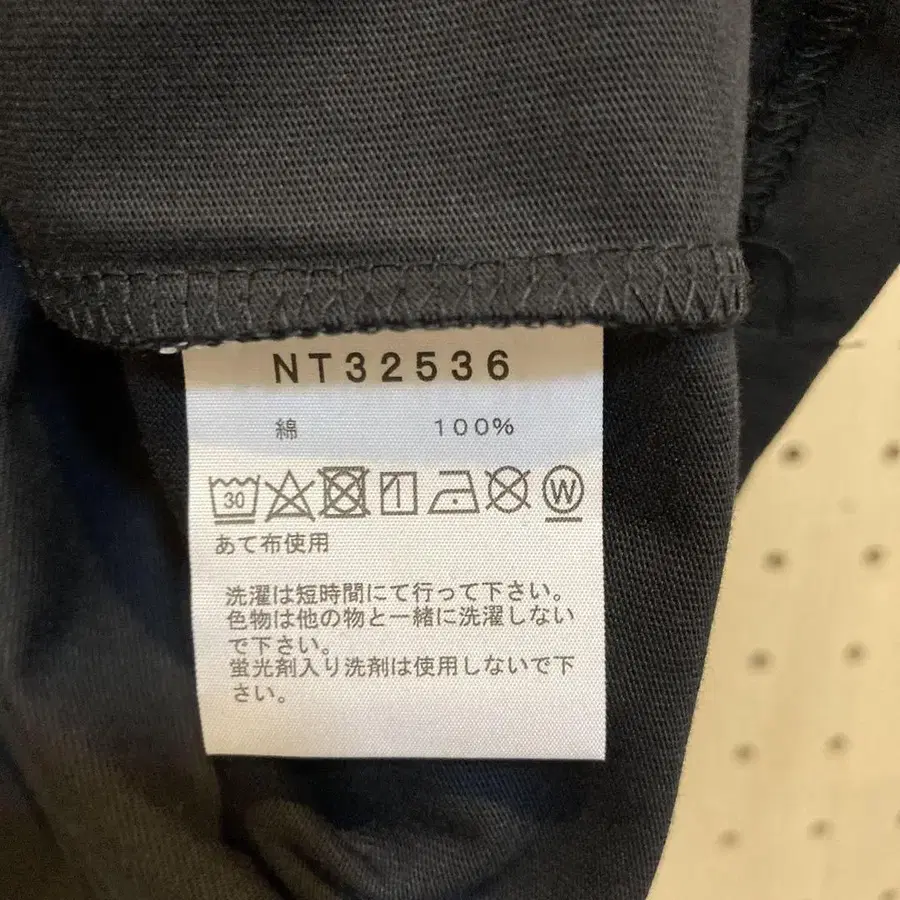 NT32536
綿 100%
30 W
あて布使用
洗濯は短時間にて行って下さい。
色物は他の物と一緒に洗濯しない
で下さい。
蛍光剤入り洗剤は使用しないで下
さい。